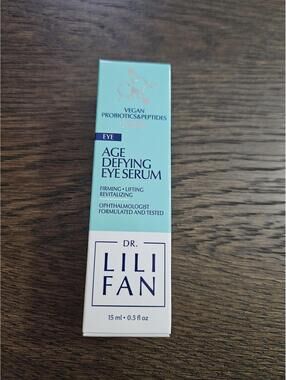 VEGAN
PROBIOTICS&PEPTIDES
EYE
AGE
DEFYING
EYE SERUM
FIRMING • LIFTING
REVITALIZING
OPHTHALMOLOGIST
FORMULATED AND TESTED
DR.
LILI
FAN
15 ml • 0.5 fl oz